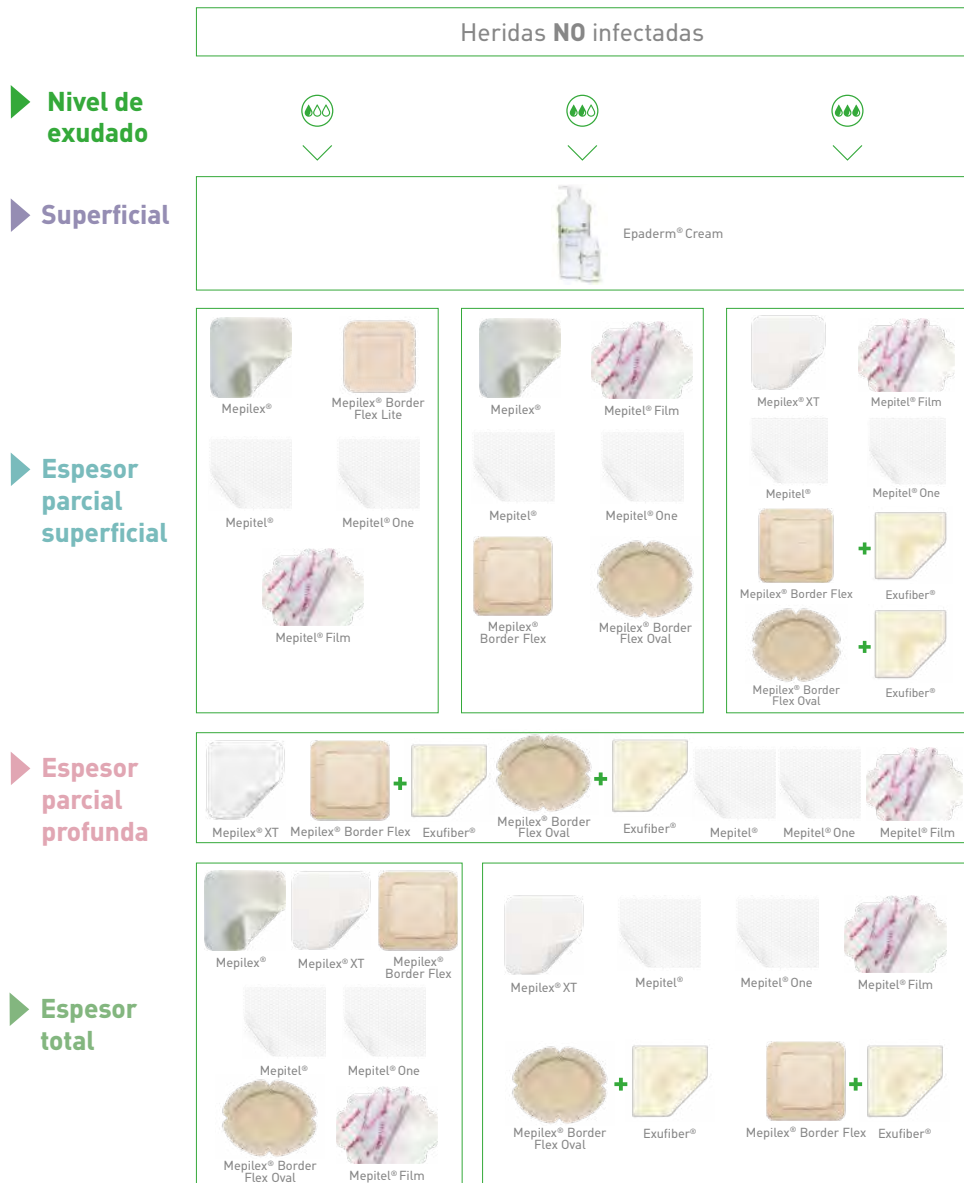 Heridas NO infectadas
Nivel de
exudado
Superficial
Epaderm® Cream
Espesor
parcial
superficial
Mepilex®
Mepilex® Border
Flex Lite
Mepitel®
Mepitel® One
Mepitel® Film
Mepilex®
Mepitel® Film
Mepitel®
Mepitel® One
Mepilex®
Border Flex
Mepilex® Border
Flex Oval
Mepilex® XT
Mepitel® Film
Mepitel®
Mepitel® One
Mepilex® Border Flex
+
Exufiber®
Mepilex® Border
Flex Oval
+
Exufiber®
Espesor
parcial
profunda
Mepilex® XT
Mepilex® Border Flex
+
Exufiber®
Mepilex® Border
Flex Oval
+
Exufiber®
Mepitel®
Mepitel® One
Mepitel® Film
Espesor
total
Mepilex®
Mepilex® XT
Mepilex®
Border Flex
Mepitel®
Mepitel® One
Mepilex® Border
Flex Oval
Mepitel® Film
Mepilex® XT
Mepitel®
Mepitel® One
Mepitel® Film
Mepilex® Border
Flex Oval
+
Exufiber®
Mepilex® Border Flex
+
Exufiber®